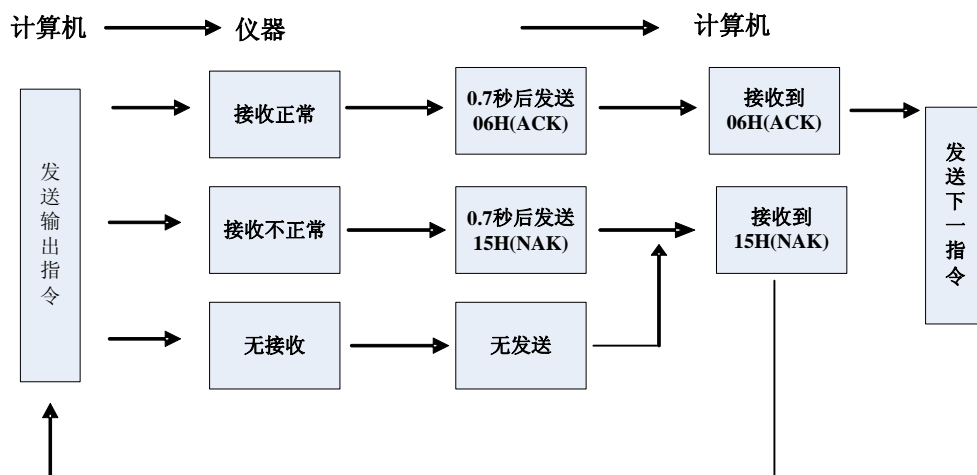 计算机
仪器
计算机
发送输出指令
接收正常
0.7秒后发送
06H(ACK)
接收到
06H(ACK)
发送下一指令
接收不正常
0.7秒后发送
15H(NAK)
接收到
15H(NAK)
无接收
无发送